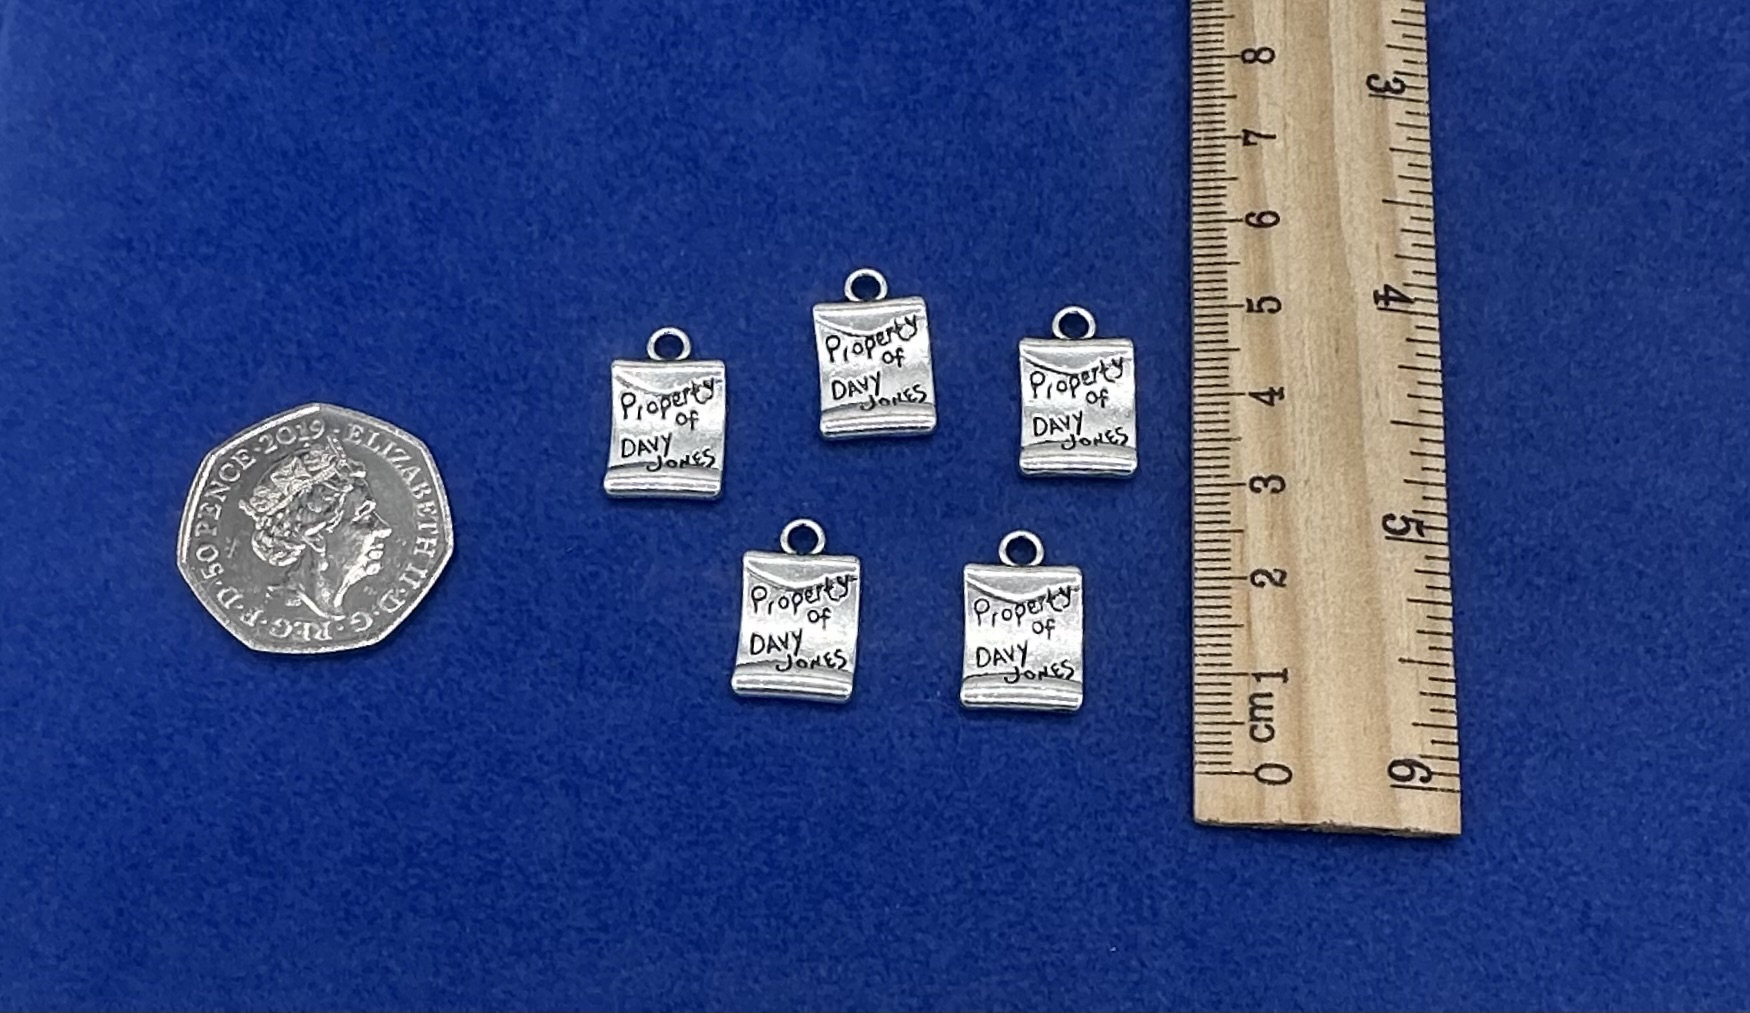 50 PENCE · 2019 · ELIZABETH II · D · G · REG · F · D ·
Property
of
DAVY
JONES
Property
of
DAVY
JONES
Property
of
DAVY
JONES
Property
of
DAVY
JONES
Property
of
DAVY
JONES
8
7
6
5
4
3
2
1
cm
0
3
4
5
6